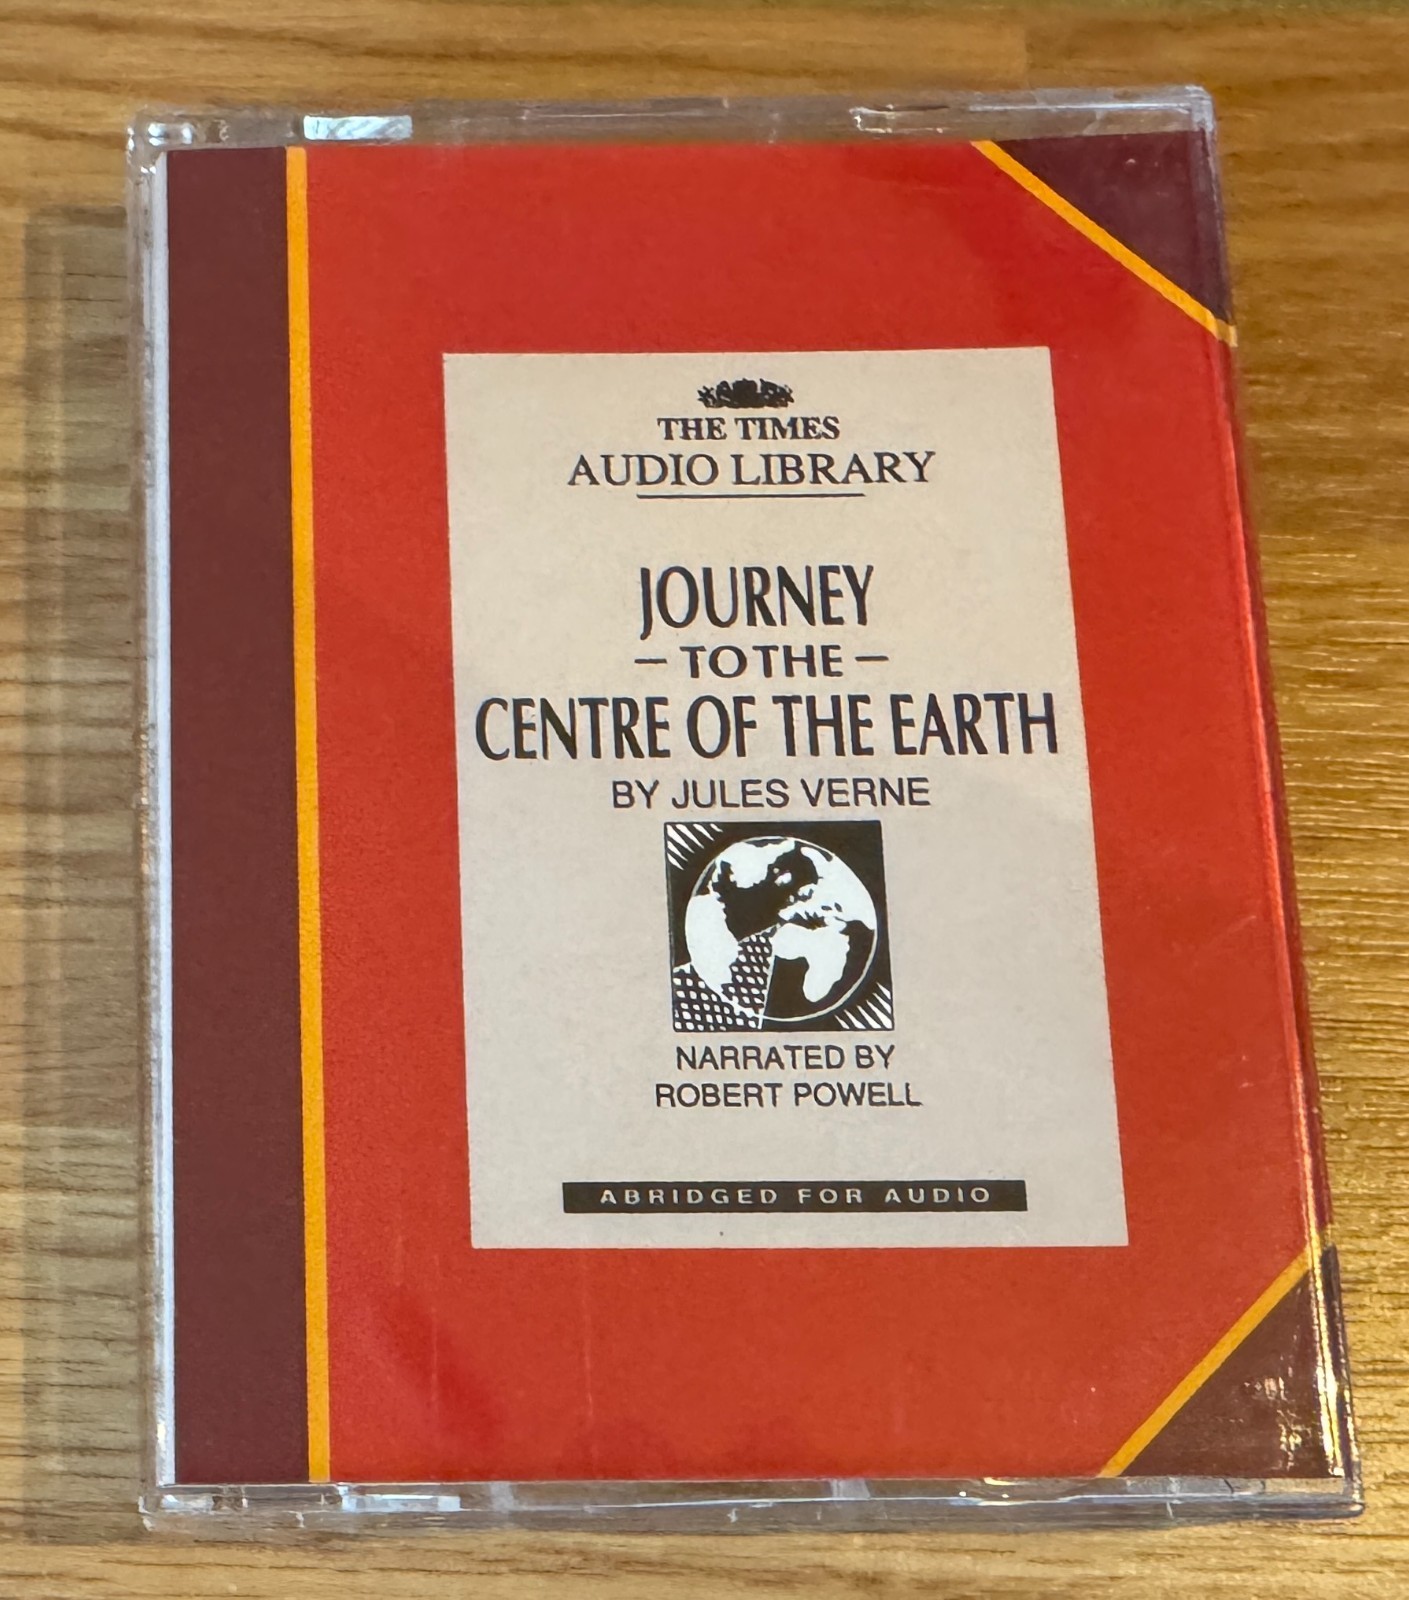 THE TIMES
AUDIO LIBRARY
JOURNEY
– TO THE –
CENTRE OF THE EARTH
BY JULES VERNE
NARRATED BY
ROBERT POWELL
ABRIDGED FOR AUDIO